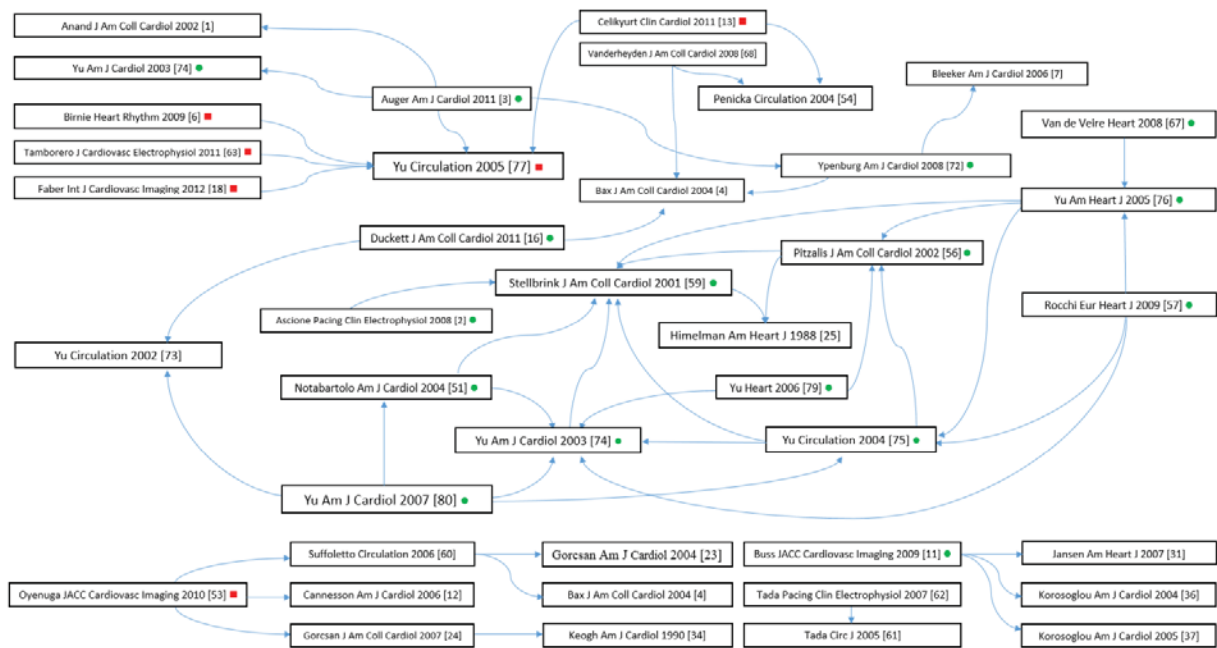 Anand J Am Coll Cardiol 2002 [1]
Celikyurt Clin Cardiol 2011 [13]
Vanderheyden J Am Coll Cardiol 2008 [68]
Yu Am J Cardiol 2003 [74]
Bleeker Am J Cardiol 2006 [7]
Auger Am J Cardiol 2011 [3]
Penicka Circulation 2004 [54]
Birnie Heart Rhythm 2009 [6]
Van de Veire Heart 2008 [67]
Tamborero J Cardiovasc Electrophysiol 2011 [63]
Yu Circulation 2005 [77]
Ypenburg Am J Cardiol 2008 [72]
Faber Int J Cardiovasc Imaging 2012 [18]
Bax J Am Coll Cardiol 2004 [4]
Yu Am Heart J 2005 [76]
Duckett J Am Coll Cardiol 2011 [16]
Pitzalis J Am Coll Cardiol 2002 [56]
Stellbrink J Am Coll Cardiol 2001 [59]
Rocchi Eur Heart J 2009 [57]
Ascione Pacing Clin Electrophysiol 2008 [2]
Himelman Am Heart J 1988 [25]
Yu Circulation 2002 [73]
Notabartolo Am J Cardiol 2004 [51]
Yu Heart 2006 [79]
Yu Am J Cardiol 2003 [74]
Yu Circulation 2004 [75]
Yu Am J Cardiol 2007 [80]
Suffoletto Circulation 2006 [60]
Gorcsan Am J Cardiol 2004 [23]
Buss JACC Cardiovasc Imaging 2009 [11]
Jansen Am Heart J 2007 [31]
Oyenuga JACC Cardiovasc Imaging 2010 [53]
Cannesson Am J Cardiol 2006 [12]
Bax J Am Coll Cardiol 2004 [4]
Tada Pacing Clin Electrophysiol 2007 [62]
Korosoglou Am J Cardiol 2004 [36]
Gorcsan J Am Coll Cardiol 2007 [24]
Keogh Am J Cardiol 1990 [34]
Tada Circ J 2005 [61]
Korosoglou Am J Cardiol 2005 [37]